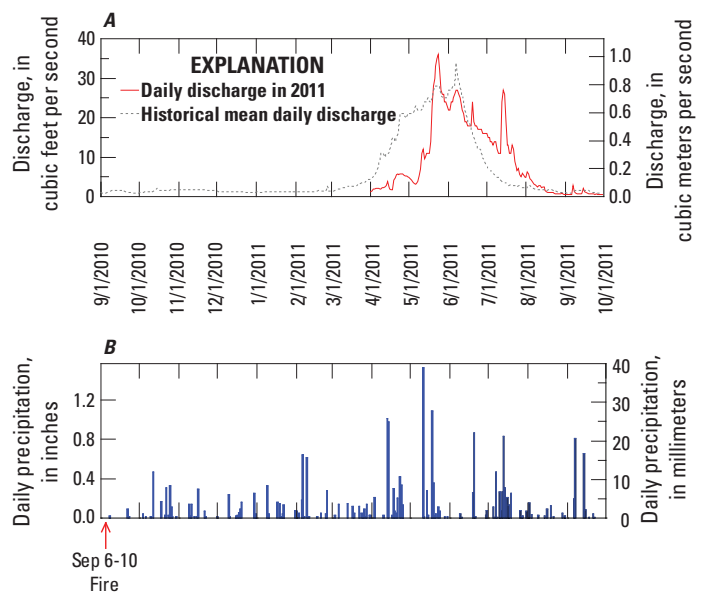 A
Discharge, in
cubic feet per second
40
30
20
10
0
EXPLANATION
Daily discharge in 2011
Historical mean daily discharge
1.0
0.8
0.6
0.4
0.2
0.0
Discharge, in
cubic meters per second
9/1/2010
10/1/2010
11/1/2010
12/1/2010
1/1/2011
2/1/2011
3/1/2011
4/1/2011
5/1/2011
6/1/2011
7/1/2011
8/1/2011
9/1/2011
10/1/2011
B
Daily precipitation,
in inches
1.2
0.8
0.4
0.0
40
30
20
10
0
Daily precipitation,
in millimeters
Sep 6-10
Fire